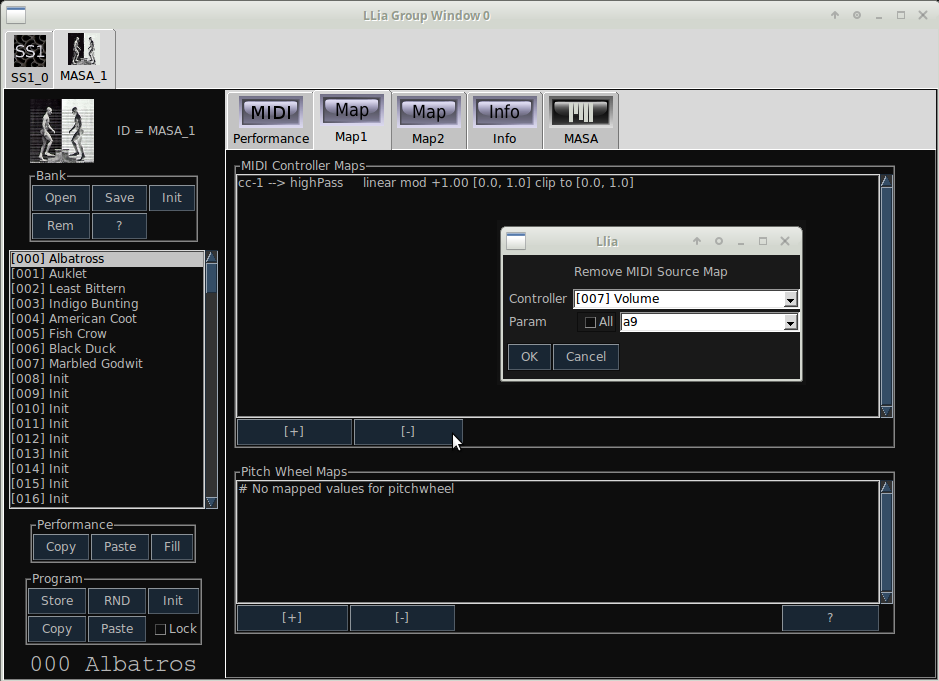 LLia Group Window 0
SS1
SS1_0
MASA_1
ID = MASA_1
Bank
Open
Save
Init
Rem
?
[000] Albatross
[001] Auklet
[002] Least Bittern
[003] Indigo Bunting
[004] American Coot
[005] Fish Crow
[006] Black Duck
[007] Marbled Godwit
[008] Init
[009] Init
[010] Init
[011] Init
[012] Init
[013] Init
[014] Init
[015] Init
[016] Init
Performance
Copy
Paste
Fill
Program
Store
RND
Init
Copy
Paste
Lock
000 Albatros
MIDI
Performance
Map
Map1
Map
Map2
Info
Info
MASA
MIDI Controller Maps
cc-1 --> highPass linear mod +1.00 [0.0, 1.0] clip to [0.0, 1.0]
[+]
[-]
Llia
Remove MIDI Source Map
Controller
[007] Volume
Param
All
a9
OK
Cancel
Pitch Wheel Maps
# No mapped values for pitchwheel
[+]
[-]
?